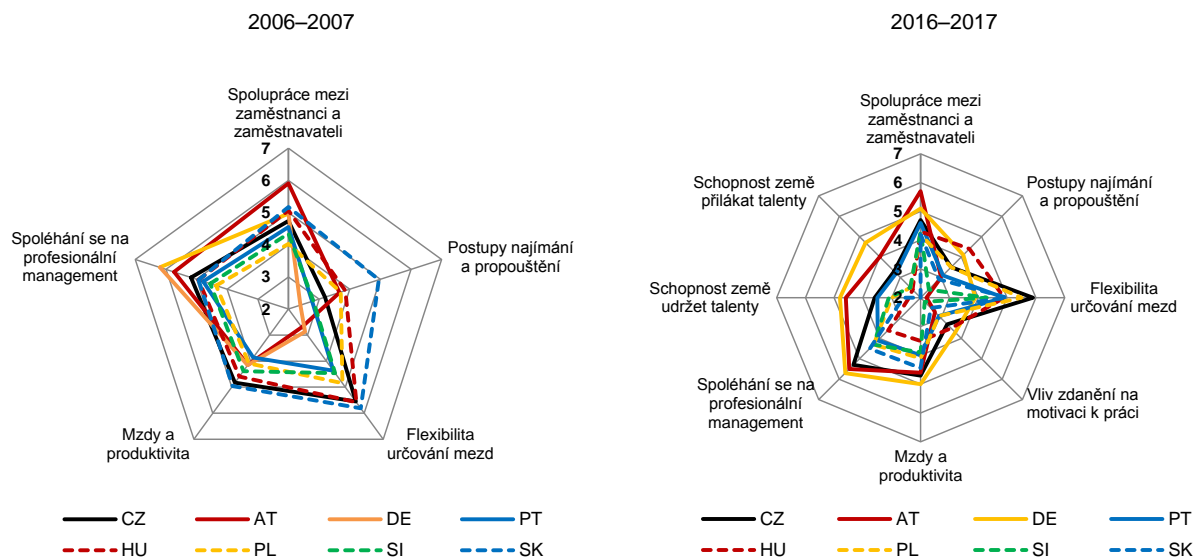 2006–2007
Spolupráce mezi
zaměstnanci a
zaměstnavateli
7
6
5
4
3
2
Postupy najímání
a propouštění
Flexibilita
určování mezd
Mzdy a
produktivita
Spoléhání se na
profesionální
management
CZ
AT
DE
PT
HU
PL
SI
SK
2016–2017
Spolupráce mezi
zaměstnanci a
zaměstnavateli
7
6
5
4
3
2
Postupy najímání
a propouštění
Flexibilita
určování mezd
Vliv zdanění na
motivaci k práci
Mzdy a
produktivita
Spoléhání se na
profesionální
management
Schopnost země
udržet talenty
Schopnost země
přilákat talenty
CZ
AT
DE
PT
HU
PL
SI
SK